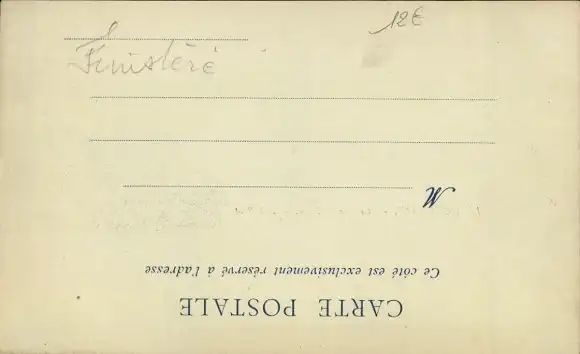 CARTE POSTALE
Ce côté est exclusivement réservé à l'adresse
M
Finistère
12€